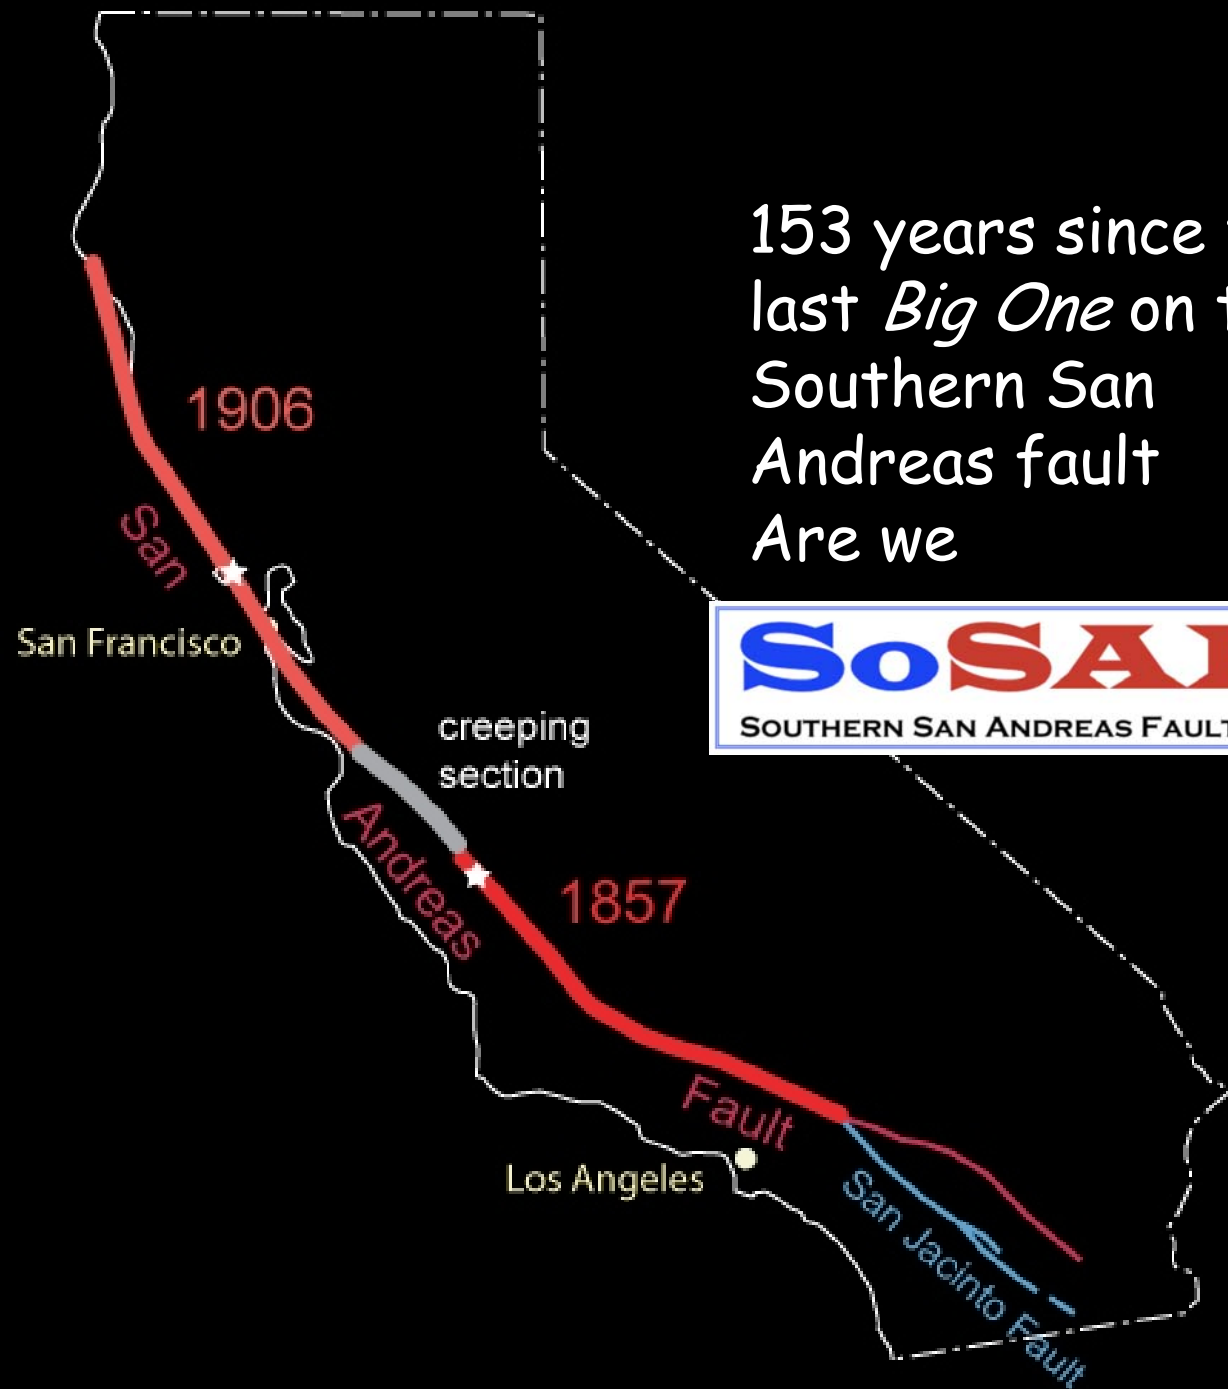 153 years since
last Big One on
Southern San
Andreas fault
Are we
1906
San
San Francisco
SoSA
SOUTHERN SAN ANDREAS FAULT
creeping
section
Andreas
1857
Fault
Los Angeles
San Jacinto Fault